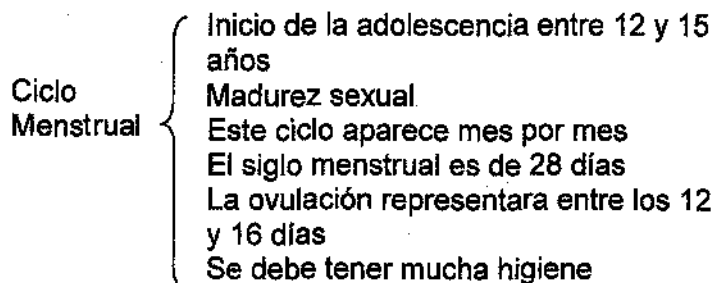 Ciclo
Menstrual
Inicio de la adolescencia entre 12 y 15
años
Madurez sexual
Este ciclo aparece mes por mes
El siglo menstrual es de 28 días
La ovulación representara entre los 12
y 16 días
Se debe tener mucha higiene